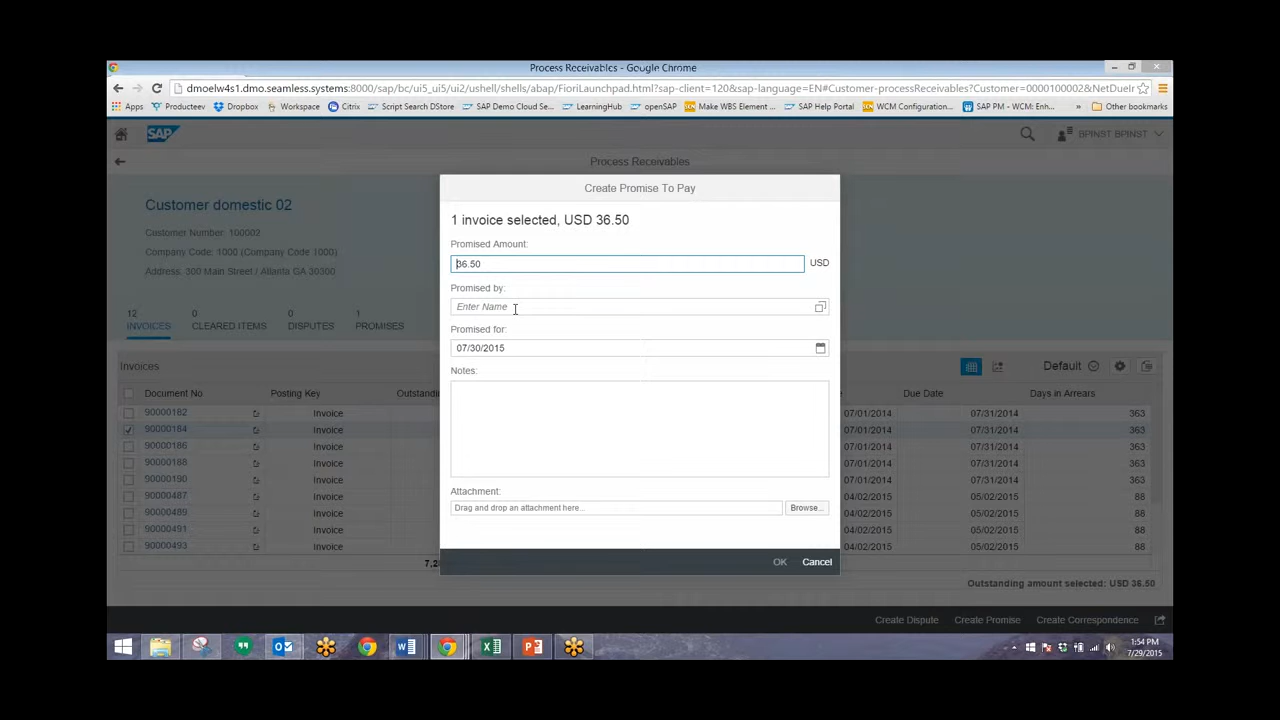 Process Receivables - Google Chrome
dmoelw4s1.dmo.seamless.systems:8000/sap/bc/ui5_ui5/ui2/ushell/shells/abap/FioriLaunchpad.html?sap-client=120&sap-language=EN#Customer-processReceivables?Customer=0000100002&NetDueIn
Apps Producteev Dropbox Workspace Citrix Script Search DStore SAP Demo Cloud Se... LearningHub openSAP Make WBS Element ... SAP Help Portal WCM Configuration... SAP PM - WCM: Enh... » Other bookmarks
SAP BPINST BPINST
Process Receivables
Customer domestic 02
Customer Number: 100002
Company Code: 1000 (Company Code 1000)
Address: 300 Main Street / Atlanta GA 30300
12 0 0 1
INVOICES CLEARED ITEMS DISPUTES PROMISES
Create Promise To Pay
1 invoice selected, USD 36.50
Promised Amount:
36.50 USD
Promised by:
Enter Name
Promised for:
07/30/2015
Notes:
Attachment:
Drag and drop an attachment here... Browse...
OK Cancel
Invoices Default
Document No Posting Key Outstanding Due Date Days in Arrears
90000182 Invoice 07/01/2014 07/31/2014 363
90000184 Invoice 07/01/2014 07/31/2014 363
90000186 Invoice 07/01/2014 07/31/2014 363
90000188 Invoice 07/01/2014 07/31/2014 363
90000190 Invoice 07/01/2014 07/31/2014 363
90000487 Invoice 04/02/2015 05/02/2015 88
90000489 Invoice 04/02/2015 05/02/2015 88
90000491 Invoice 04/02/2015 05/02/2015 88
90000493 Invoice 04/02/2015 05/02/2015 88
Outstanding amount selected: USD 36.50
Create Dispute Create Promise Create Correspondence
1:54 PM
7/29/2015